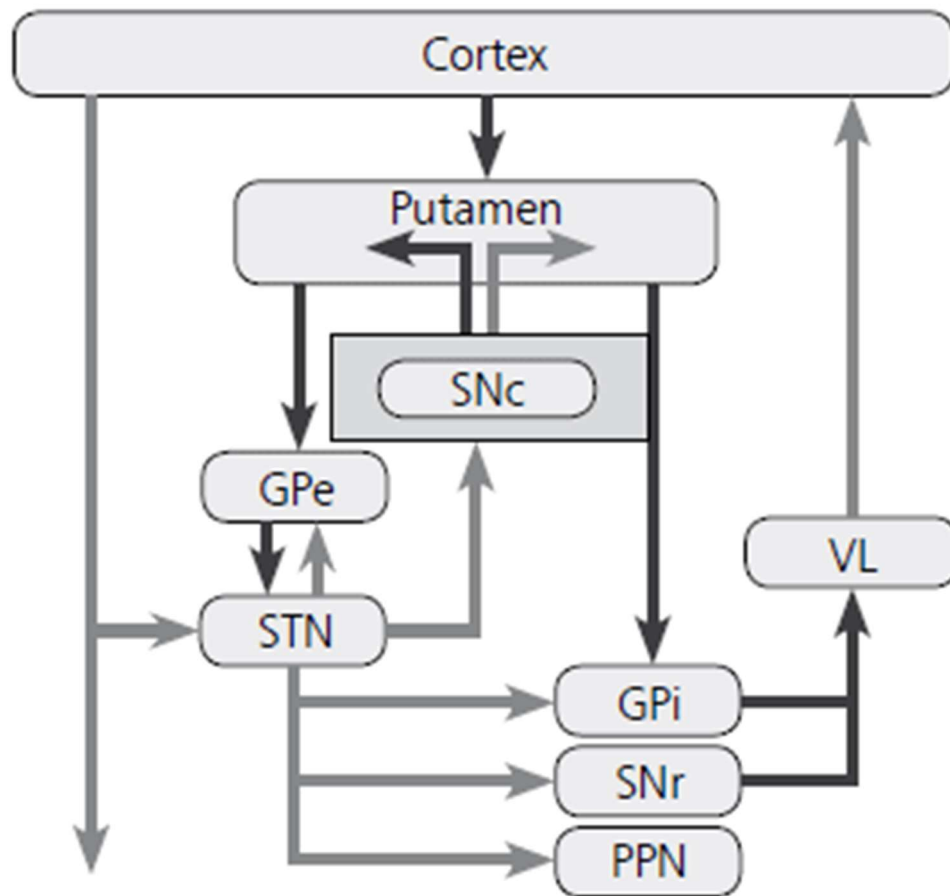 Cortex
Putamen
SNc
GPe
VL
STN
GPi
SNr
PPN